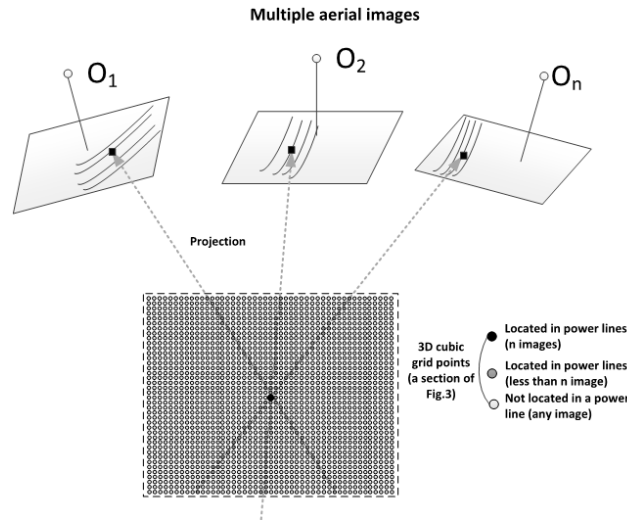 Multiple aerial images
O1
O2
On
Projection
3D cubic
grid points
(a section of
Fig.3)
Located in power lines
(n images)
Located in power lines
(less than n image)
Not located in a power
line (any image)